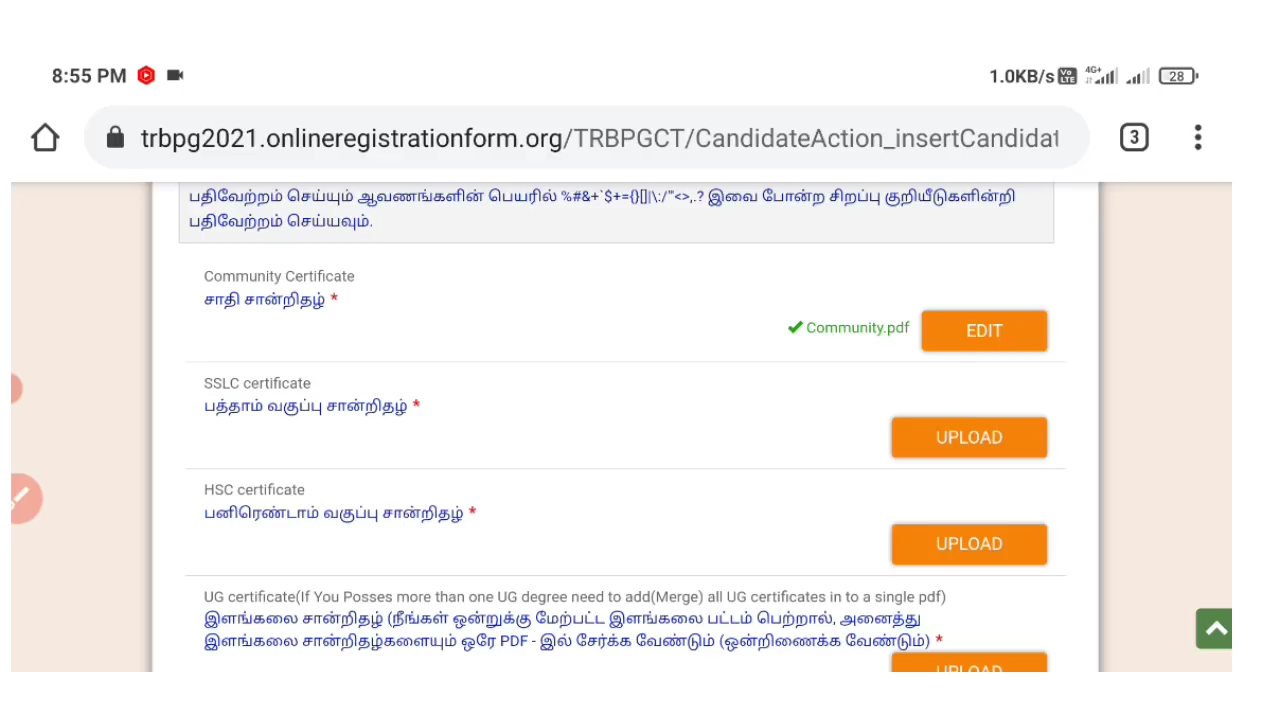 8:55 PM
1.0KB/s Vo LTE 4G+ 28
trbpg2021.onlineregistrationform.org/TRBPGCT/CandidateAction_insertCandidat
3
பதிவேற்றம் செய்யும் ஆவணங்களின் பெயரில் %#&+`$+={}[]|\:/"'<>,.? இவை போன்ற சிறப்பு குறியீடுகளின்றி
பதிவேற்றம் செய்யவும்.
Community Certificate
சாதி சான்றிதழ் *
Community.pdf
EDIT
SSLC certificate
பத்தாம் வகுப்பு சான்றிதழ் *
UPLOAD
HSC certificate
பனிரெண்டாம் வகுப்பு சான்றிதழ் *
UPLOAD
UG certificate(If You Posses more than one UG degree need to add(Merge) all UG certificates in to a single pdf)
இளங்கலை சான்றிதழ் (நீங்கள் ஒன்றுக்கு மேற்பட்ட இளங்கலை பட்டம் பெற்றால், அனைத்து
இளங்கலை சான்றிதழ்களையும் ஒரே PDF - இல் சேர்க்க வேண்டும் (ஒன்றிணைக்க வேண்டும்) *
UPLOAD